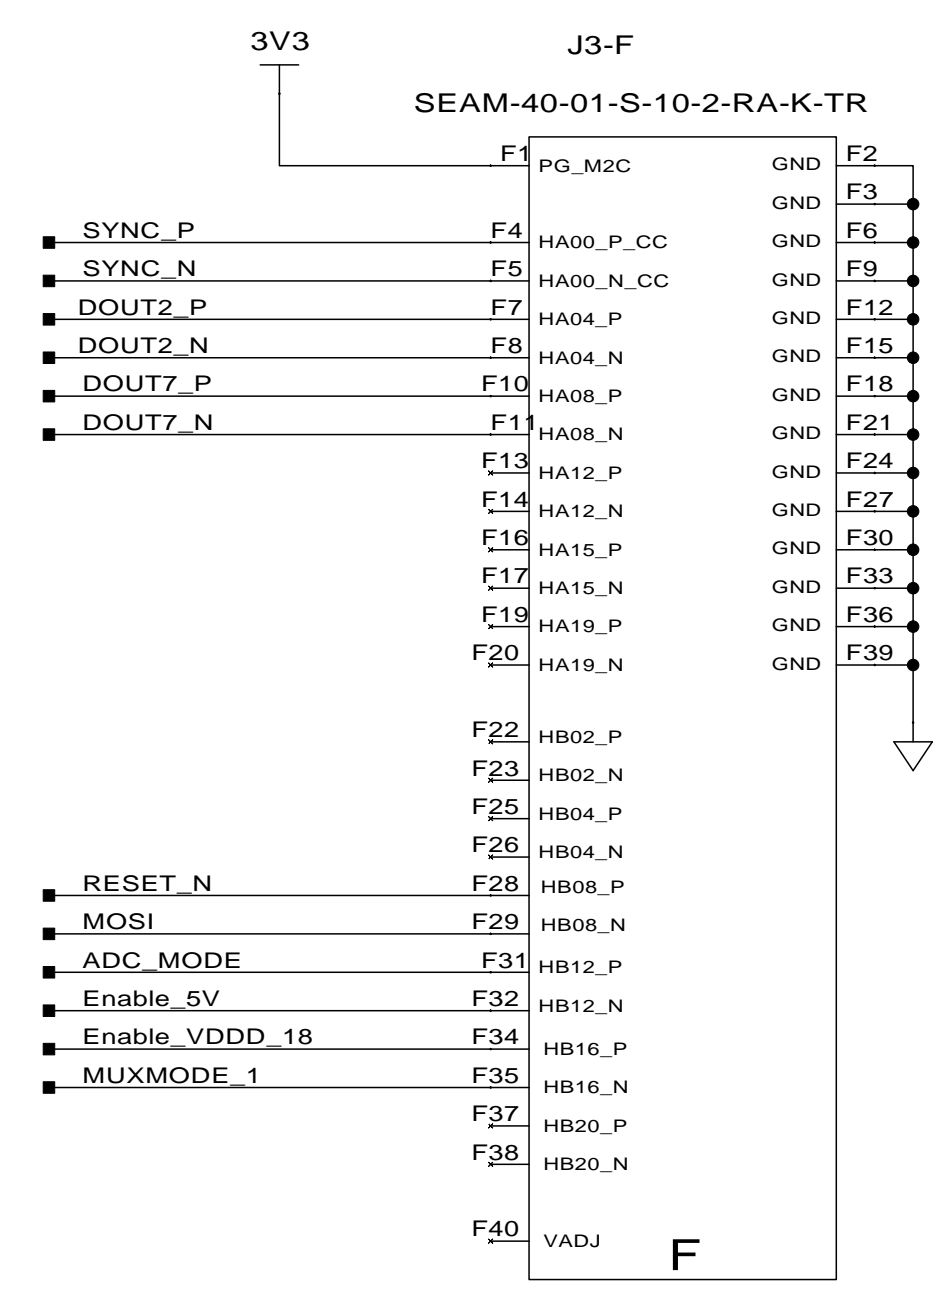 3V3
J3-F
SEAM-40-01-S-10-2-RA-K-TR
F1 PG_M2C GND F2
GND F3
SYNC_P F4 HA00_P_CC GND F6
SYNC_N F5 HA00_N_CC GND F9
DOUT2_P F7 HA04_P GND F12
DOUT2_N F8 HA04_N GND F15
DOUT7_P F10 HA08_P GND F18
DOUT7_N F11 HA08_N GND F21
F13 HA12_P GND F24
F14 HA12_N GND F27
F16 HA15_P GND F30
F17 HA15_N GND F33
F19 HA19_P GND F36
F20 HA19_N GND F39
F22 HB02_P
F23 HB02_N
F25 HB04_P
F26 HB04_N
RESET_N F28 HB08_P
MOSI F29 HB08_N
ADC_MODE F31 HB12_P
Enable_5V F32 HB12_N
Enable_VDDD_18 F34 HB16_P
MUXMODE_1 F35 HB16_N
F37 HB20_P
F38 HB20_N
F40 VADJ
F